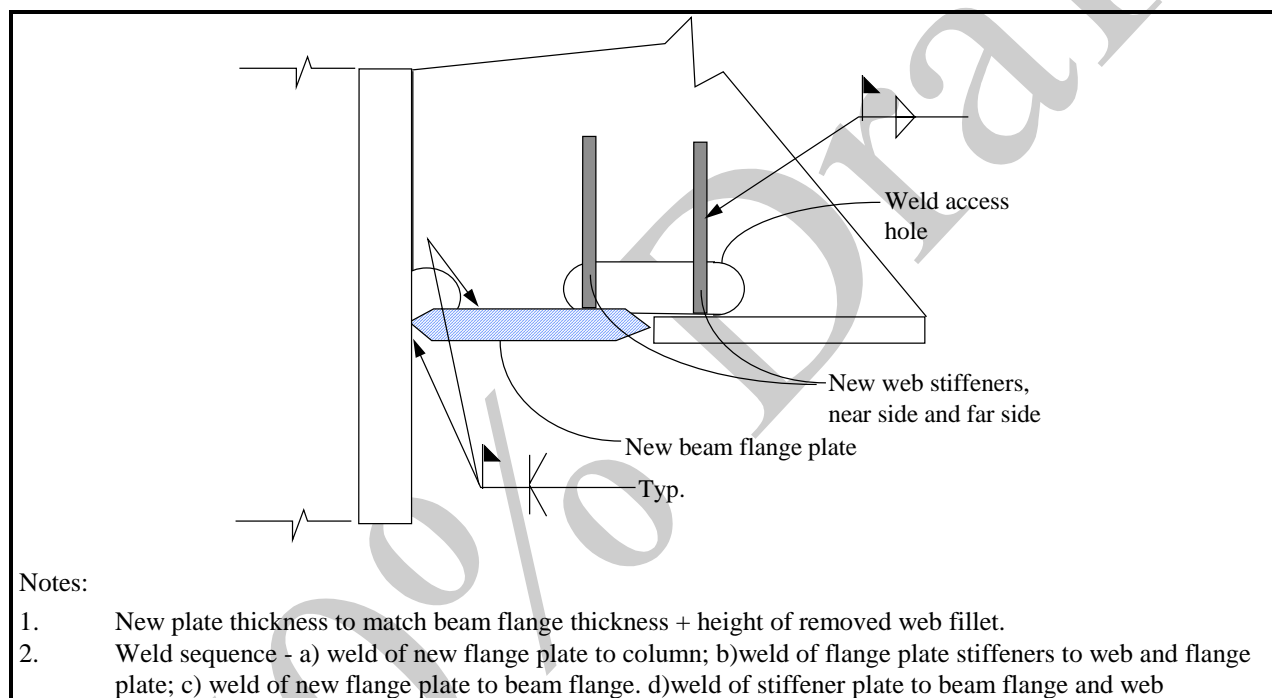 Weld access
hole
New web stiffeners,
near side and far side
New beam flange plate
Typ.
Notes:
1. New plate thickness to match beam flange thickness + height of removed web fillet.
2. Weld sequence - a) weld of new flange plate to column; b)weld of flange plate stiffeners to web and flange
plate; c) weld of new flange plate to beam flange. d)weld of stiffener plate to beam flange and web